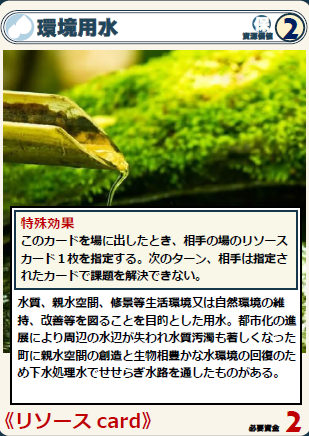 環境用水
資源価値
2
特殊効果
このカードを場に出したとき、相手の場のリソース
カード１枚を指定する。次のターン、相手は指定さ
れたカードで課題を解決できない。
水質、親水空間、修景等生活環境又は自然環境の維
持、改善等を図ることを目的とした用水。都市化の進
展により周辺の水辺が失われ水質汚濁も著しくなった
町に親水空間の創造と生物相豊かな水環境の回復のた
め下水処理水でせせらぎ水路を通したものがある。
《リソースcard》
必要資金 2